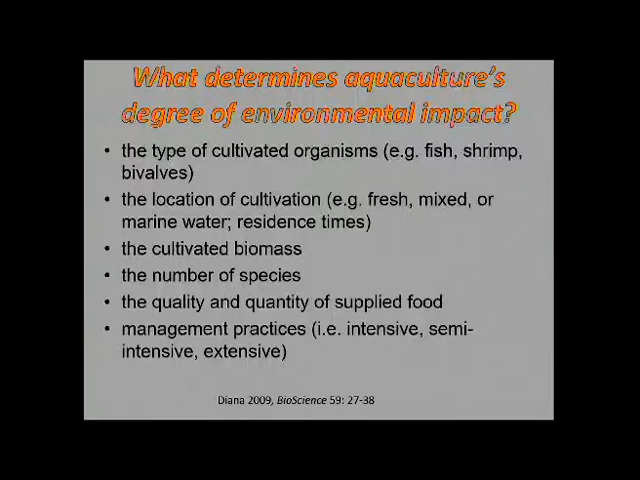 What determines aquaculture's
degree of environmental impact?
• the type of cultivated organisms (e.g. fish, shrimp,
bivalves)
• the location of cultivation (e.g. fresh, mixed, or
marine water; residence times)
• the cultivated biomass
• the number of species
• the quality and quantity of supplied food
• management practices (i.e. intensive, semi-
intensive, extensive)
Diana 2009, BioScience 59: 27-38